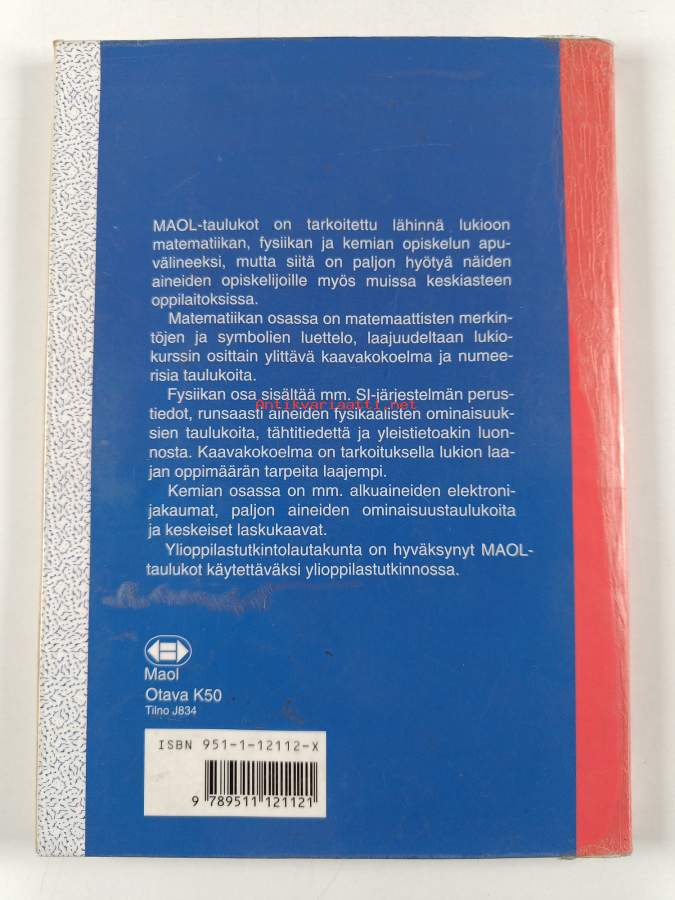 MAOL-taulukot on tarkoitettu lähinnä lukioon
matematiikan, fysiikan ja kemian opiskelun apu-
välineeksi, mutta siitä on paljon hyötyä näiden
aineiden opiskelijoille myös muissa keskiasteen
oppilaitoksissa.
Matematiikan osassa on matemaattisten merkin-
töjen ja symbolien luettelo, laajuudeltaan lukio-
kurssin osittain ylittävä kaavakokoelma ja numee-
risia taulukoita.
Fysiikan osa sisältää mm. SI-järjestelmän perus-
tiedot, runsaasti aineiden fysikaalisten ominaisuuk-
sien taulukoita, tähtitiedettä ja yleistietoakin luon-
nosta. Kaavakokoelma on tarkoituksella lukion laa-
jan oppimäärän tarpeita laajempi.
Kemian osassa on mm. alkuaineiden elektroni-
jakaumat, paljon aineiden ominaisuustaulukoita
ja keskeiset laskukaavat.
Ylioppilastutkintolautakunta on hyväksynyt MAOL-
taulukot käytettäväksi ylioppilastutkinnossa.
Antikvariaatti.net
Maol
Otava K50
Tilno J834
ISBN 951-1-12112-X
9 789511 121121